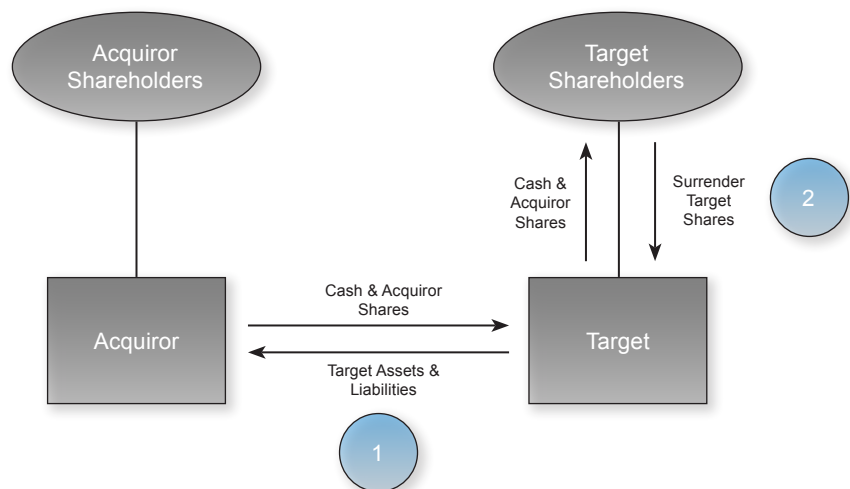 Acquiror
Shareholders
Target
Shareholders
Cash &
Acquiror
Shares
Surrender
Target
Shares
2
Cash & Acquiror
Shares
Acquiror
Target
Target Assets &
Liabilities
1